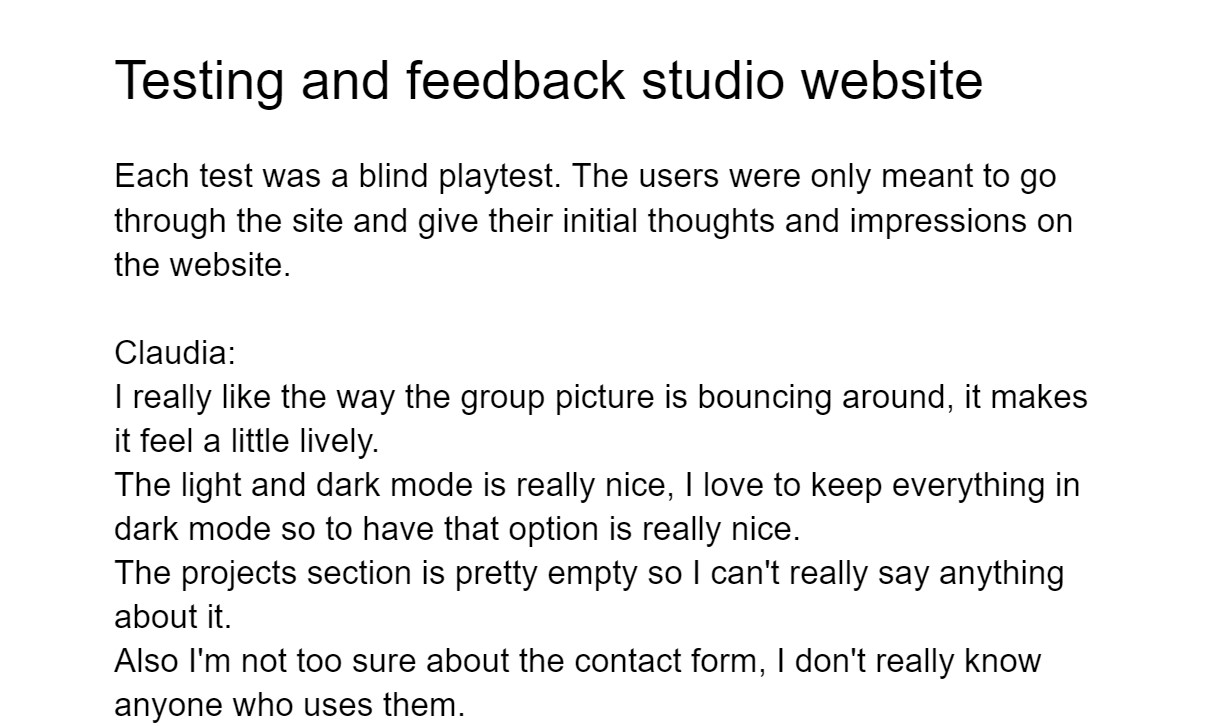 Testing and feedback studio website
Each test was a blind playtest. The users were only meant to go
through the site and give their initial thoughts and impressions on
the website.
Claudia:
I really like the way the group picture is bouncing around, it makes
it feel a little lively.
The light and dark mode is really nice, I love to keep everything in
dark mode so to have that option is really nice.
The projects section is pretty empty so I can't really say anything
about it.
Also I'm not too sure about the contact form, I don't really know
anyone who uses them.